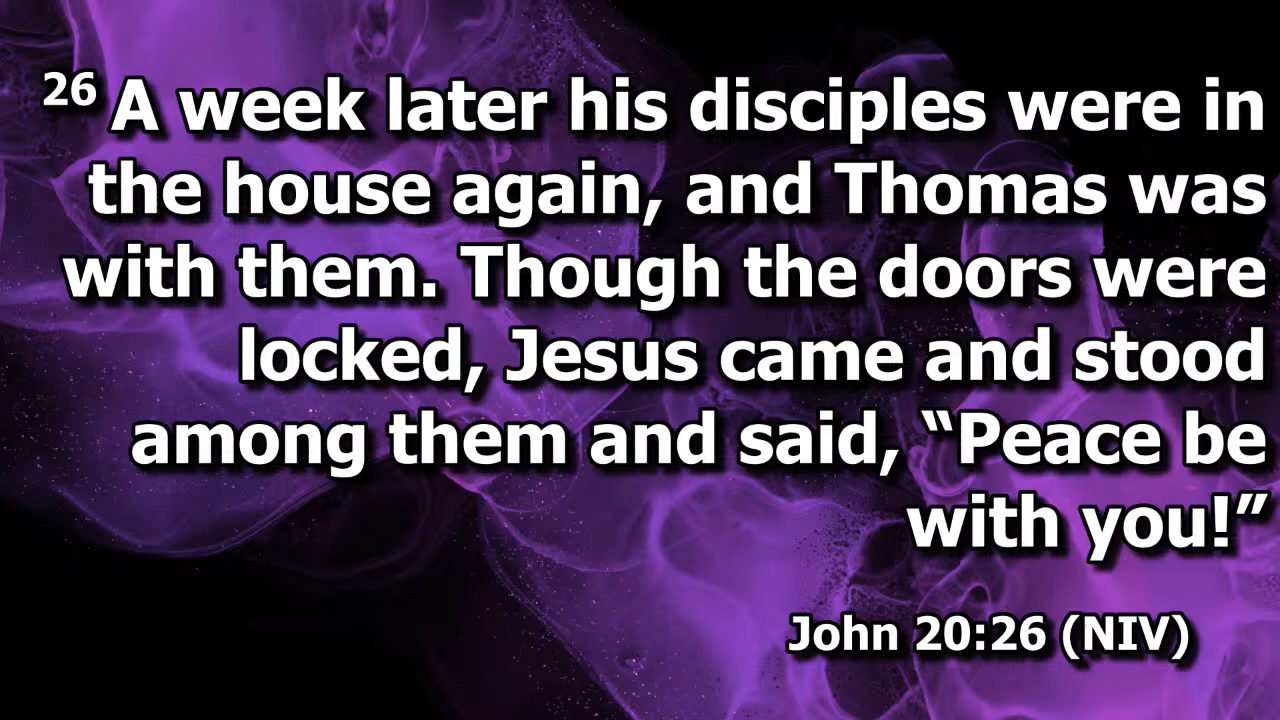 26 A week later his disciples were in
the house again, and Thomas was
with them. Though the doors were
locked, Jesus came and stood
among them and said, “Peace be
with you!”
John 20:26 (NIV)